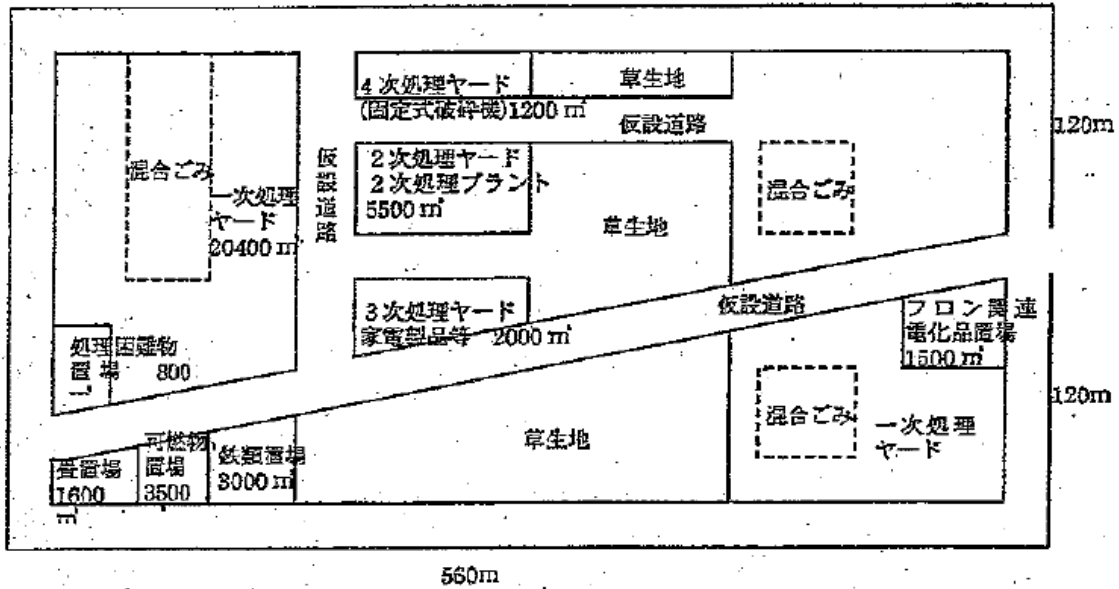 4次処理ヤード
(固定式破砕機)1200㎡
草生地
仮設道路
120m
混合ごみ
一次処理
ヤード
20400㎡
仮設道路
2次処理ヤード
2次処理プラント
5500㎡
草生地
混合ごみ
3次処理ヤード
家電製品等 2000㎡
仮設道路
フロン関連
電化品置場
1500㎡
処理困難物
置場 800
120m
混合ごみ
一次処理
ヤード
草生地
畳置場
1600
可燃物
置場
3500
鉄類置場
3000㎡
560m